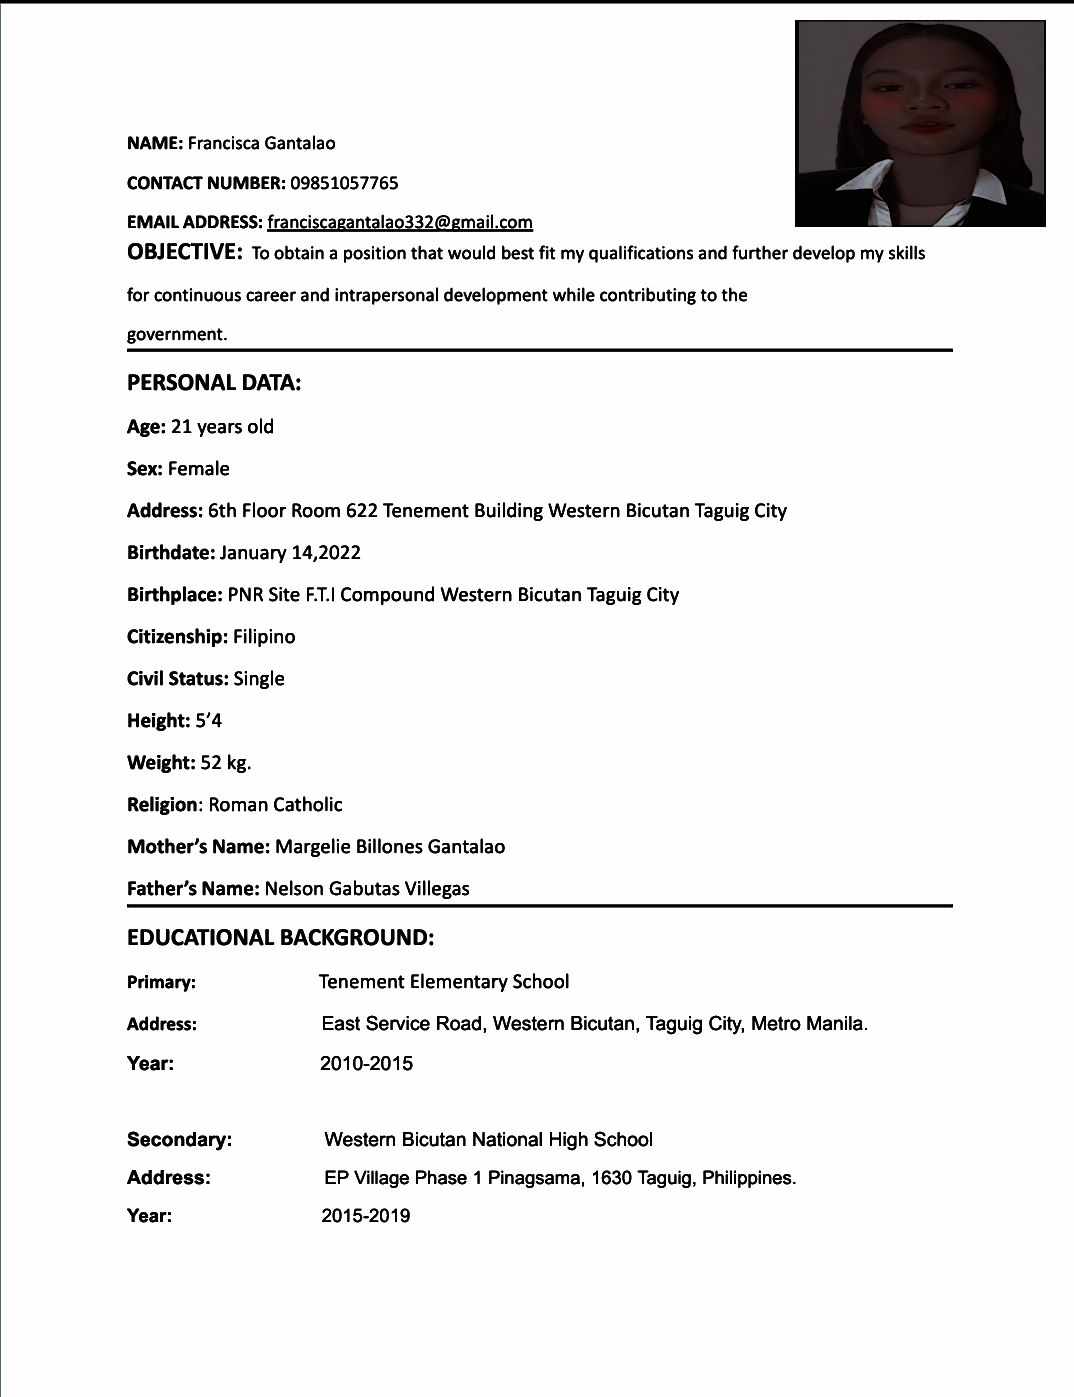 NAME: Francisca Gantalao
CONTACT NUMBER: 09851057765
EMAIL ADDRESS: franciscagantalao332@gmail.com
OBJECTIVE: To obtain a position that would best fit my qualifications and further develop my skills
for continuous career and intrapersonal development while contributing to the
government.
PERSONAL DATA:
Age: 21 years old
Sex: Female
Address: 6th Floor Room 622 Tenement Building Western Bicutan Taguig City
Birthdate: January 14,2022
Birthplace: PNR Site F.T.I Compound Western Bicutan Taguig City
Citizenship: Filipino
Civil Status: Single
Height: 5’4
Weight: 52 kg.
Religion: Roman Catholic
Mother’s Name: Margelie Billones Gantalao
Father’s Name: Nelson Gabutas Villegas
EDUCATIONAL BACKGROUND:
Primary: Tenement Elementary School
Address: East Service Road, Western Bicutan, Taguig City, Metro Manila.
Year: 2010-2015
Secondary: Western Bicutan National High School
Address: EP Village Phase 1 Pinagsama, 1630 Taguig, Philippines.
Year: 2015-2019